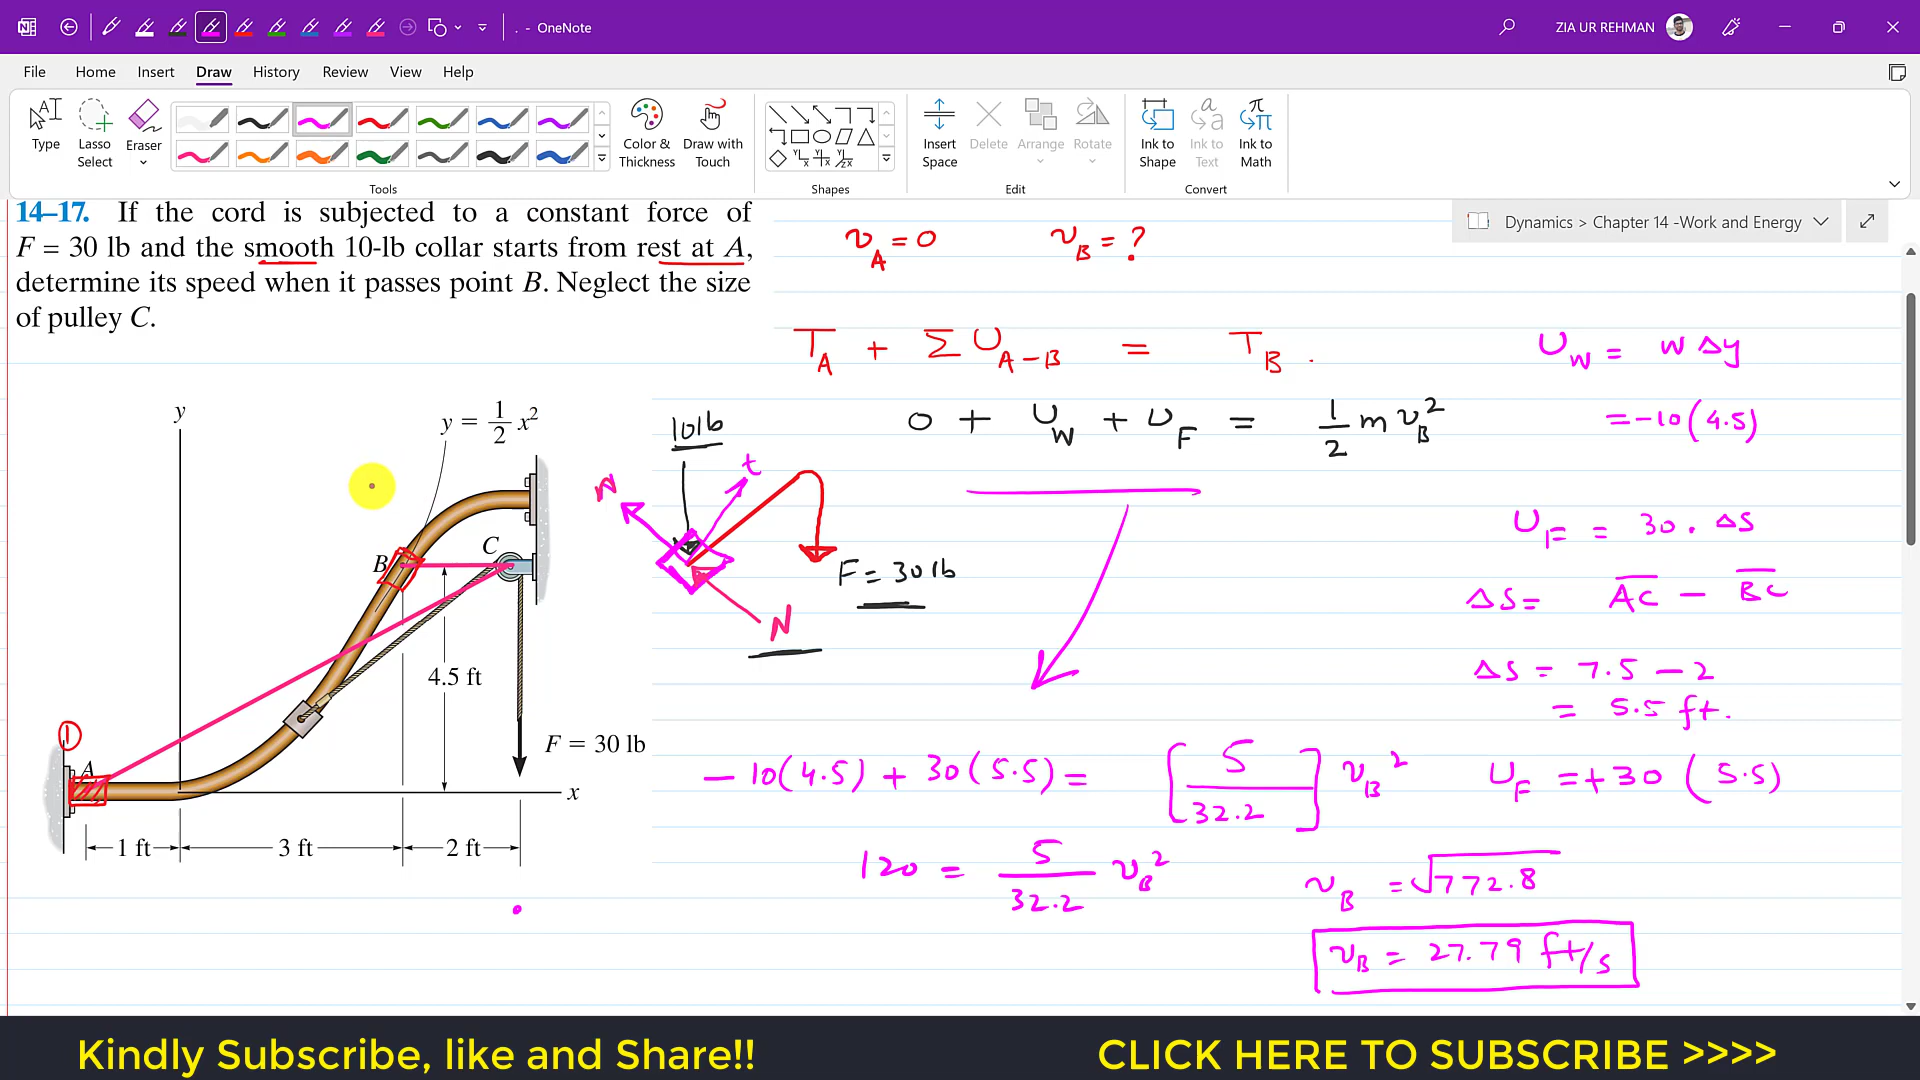 . - OneNote
ZIA UR REHMAN
File Home Insert Draw History Review View Help
Type
Lasso Select
Eraser
Color & Thickness
Draw with Touch
Insert Space
Delete
Arrange
Rotate
Ink to Shape
Ink to Text
Ink to Math
Tools
Shapes
Edit
Convert
Dynamics > Chapter 14 -Work and Energy
14–17. If the cord is subjected to a constant force of
F = 30 lb and the smooth 10-lb collar starts from rest at A,
determine its speed when it passes point B. Neglect the size
of pulley C.
v_A = 0 v_B = ?
T_A + Σ U_A-B = T_B .
0 + U_W + U_F = 1/2 m v_B^2
U_W = W Δy
= -10(4.5)
U_F = 30 . ΔS
ΔS = AC - BC
ΔS = 7.5 - 2
= 5.5 ft.
U_F = +30 (5.5)
y
y = 1/2 x²
B
C
4.5 ft
F = 30 lb
1
A
x
1 ft
3 ft
2 ft
10lb
n
t
F = 30 lb
N
-10(4.5) + 30(5.5) = [5/32.2] v_B^2
120 = 5/32.2 v_B^2
v_B = √772.8
v_B = 27.79 ft/s
Kindly Subscribe, like and Share!!
CLICK HERE TO SUBSCRIBE >>>>